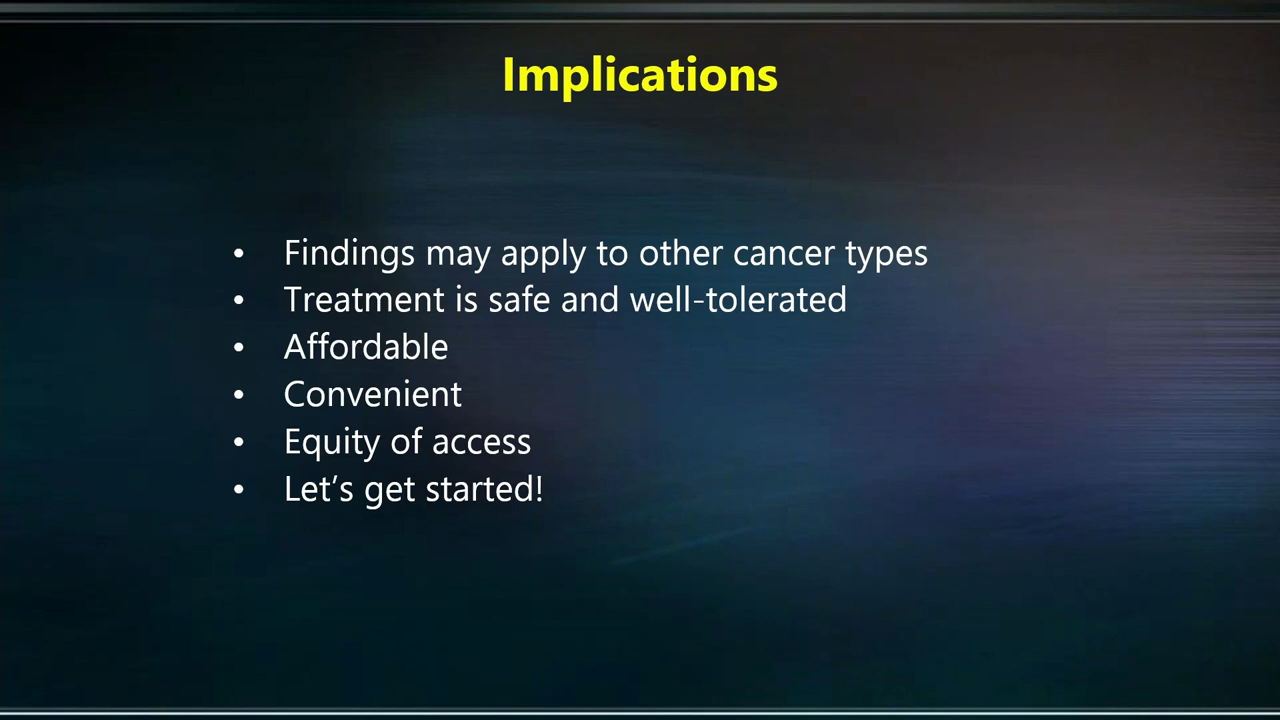 Implications
• Findings may apply to other cancer types
• Treatment is safe and well-tolerated
• Affordable
• Convenient
• Equity of access
• Let’s get started!